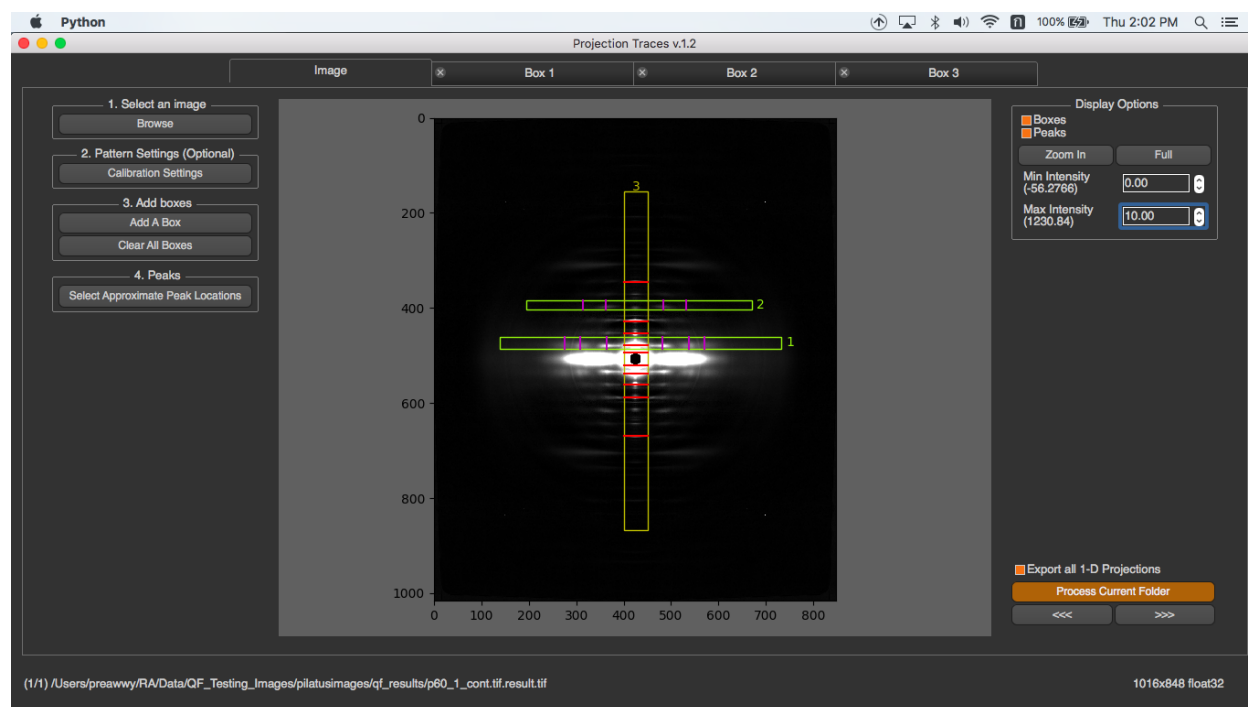 Python 100% Thu 2:02 PM
Projection Traces v.1.2
Image Box 1 Box 2 Box 3
1. Select an image
Browse
2. Pattern Settings (Optional)
Calibration Settings
3. Add boxes
Add A Box
Clear All Boxes
4. Peaks
Select Approximate Peak Locations
0
200
400
600
800
1000
0 100 200 300 400 500 600 700 800
3
2
1
Display Options
Boxes
Peaks
Zoom In Full
Min Intensity
(-56.2766) 0.00
Max Intensity
(1230.84) 10.00
Export all 1-D Projections
Process Current Folder
<<< >>>
(1/1) /Users/preawwy/RA/Data/QF_Testing_Images/pilatusimages/qf_results/p60_1_cont.tif.result.tif 1016x848 float32